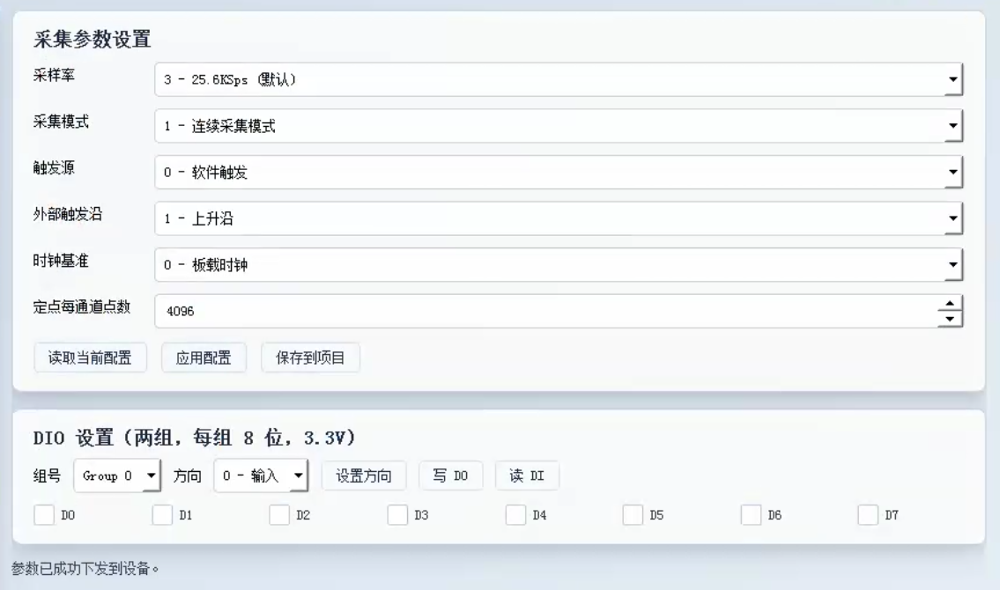 采集参数设置
采样率 3 - 25.6KSps (默认)
采集模式 1 - 连续采集模式
触发源 0 - 软件触发
外部触发沿 1 - 上升沿
时钟基准 0 - 板载时钟
定点每通道点数 4096
读取当前配置 应用配置 保存到项目
DIO 设置（两组，每组 8 位，3.3V）
组号 Group 0 方向 0 - 输入 设置方向 写 DO 读 DI
D0 D1 D2 D3 D4 D5 D6 D7
参数已成功下发到设备。